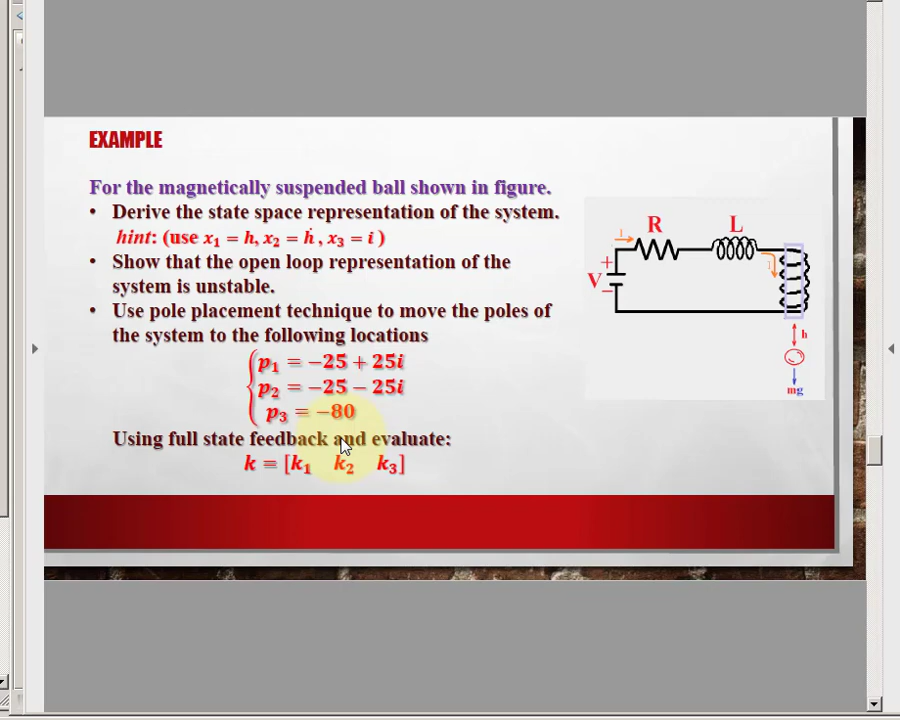 EXAMPLE
For the magnetically suspended ball shown in figure.
• Derive the state space representation of the system.
hint: (use x₁ = h, x₂ = ḣ , x₃ = i )
• Show that the open loop representation of the
system is unstable.
• Use pole placement technique to move the poles of
the system to the following locations
p₁ = −25 + 25i
p₂ = −25 − 25i
p₃ = −80
Using full state feedback and evaluate:
k = [k₁ k₂ k₃]
R
L
+
V
−
h
mg